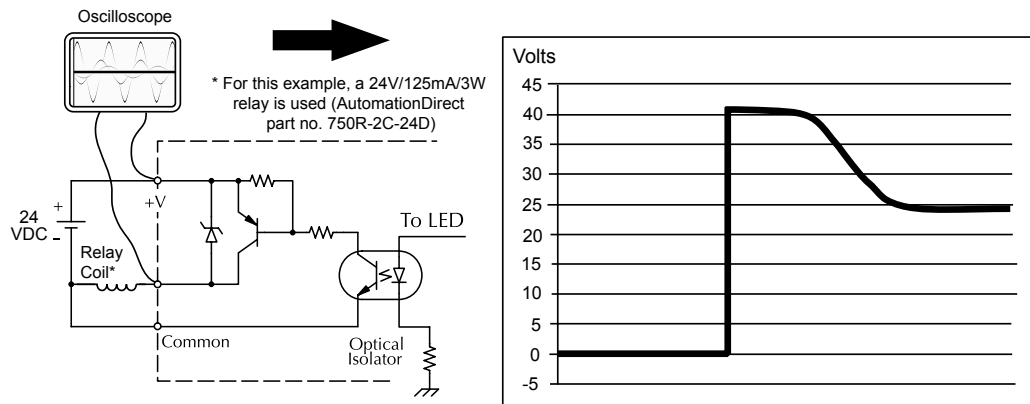 Oscilloscope
* For this example, a 24V/125mA/3W
relay is used (AutomationDirect
part no. 750R-2C-24D)
+
24
VDC
-
+V
Relay
Coil*
Common
To LED
Optical
Isolator
Volts
45
40
35
30
25
20
15
10
5
0
-5